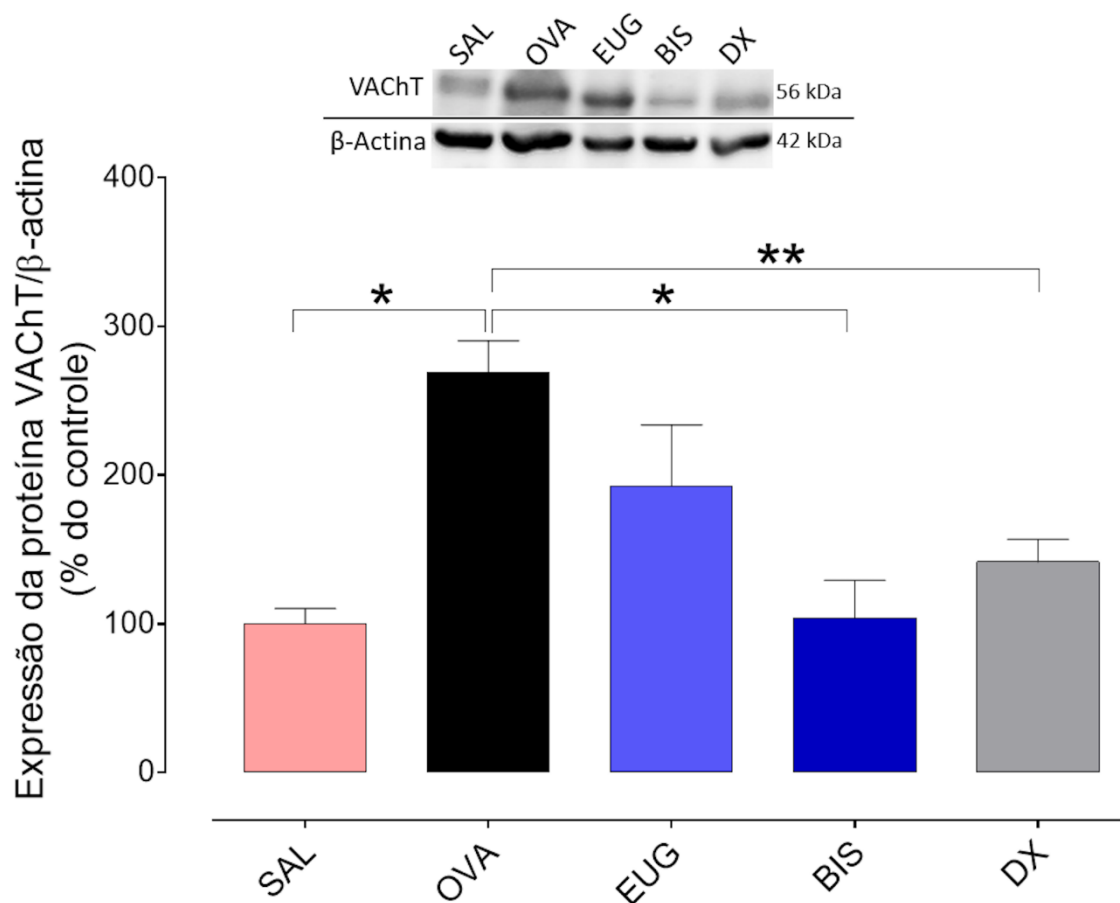 SAL OVA EUG BIS DX
VAChT 56 kDa
β-Actina 42 kDa
Expressão da proteína VAChT/β-actina
(% do controle)
400
300
200
100
0
**
* *
SAL OVA EUG BIS DX